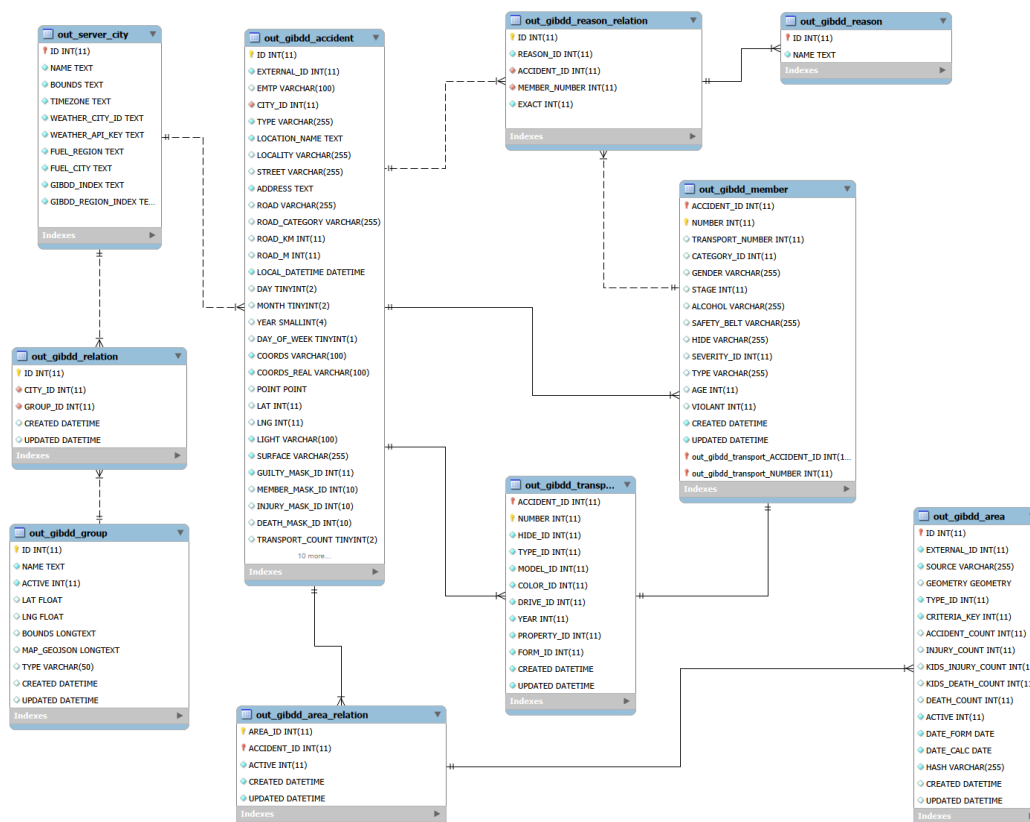 out_server_city
ID INT(11)
NAME TEXT
BOUNDS TEXT
TIMEZONE TEXT
WEATHER_CITY_ID TEXT
WEATHER_API_KEY TEXT
FUEL_REGION TEXT
FUEL_CITY TEXT
GIBDD_INDEX TEXT
GIBDD_REGION_INDEX TE...
Indexes
out_gibdd_relation
ID INT(11)
CITY_ID INT(11)
GROUP_ID INT(11)
CREATED DATETIME
UPDATED DATETIME
Indexes
out_gibdd_group
ID INT(11)
NAME TEXT
ACTIVE INT(11)
LAT FLOAT
LNG FLOAT
BOUNDS LONGTEXT
MAP_GEOJSON LONGTEXT
TYPE VARCHAR(50)
CREATED DATETIME
UPDATED DATETIME
Indexes
out_gibdd_accident
ID INT(11)
EXTERNAL_ID INT(11)
EMTP VARCHAR(100)
CITY_ID INT(11)
TYPE VARCHAR(255)
LOCATION_NAME TEXT
LOCALITY VARCHAR(255)
STREET VARCHAR(255)
ADDRESS TEXT
ROAD VARCHAR(255)
ROAD_CATEGORY VARCHAR(255)
ROAD_KM INT(11)
ROAD_M INT(11)
LOCAL_DATETIME DATETIME
DAY TINYINT(2)
MONTH TINYINT(2)
YEAR SMALLINT(4)
DAY_OF_WEEK TINYINT(1)
COORDS VARCHAR(100)
COORDS_REAL VARCHAR(100)
POINT POINT
LAT INT(11)
LNG INT(11)
LIGHT VARCHAR(100)
SURFACE VARCHAR(255)
GUILTY_MASK_ID INT(11)
MEMBER_MASK_ID INT(10)
INJURY_MASK_ID INT(10)
DEATH_MASK_ID INT(10)
TRANSPORT_COUNT TINYINT(2)
10 more...
Indexes
out_gibdd_area_relation
AREA_ID INT(11)
ACCIDENT_ID INT(11)
ACTIVE INT(11)
CREATED DATETIME
UPDATED DATETIME
Indexes
out_gibdd_reason_relation
ID INT(11)
REASON_ID INT(11)
ACCIDENT_ID INT(11)
MEMBER_NUMBER INT(11)
EXACT INT(11)
Indexes
out_gibdd_reason
ID INT(11)
NAME TEXT
Indexes
out_gibdd_member
ACCIDENT_ID INT(11)
NUMBER INT(11)
TRANSPORT_NUMBER INT(11)
CATEGORY_ID INT(11)
GENDER VARCHAR(255)
STAGE INT(11)
ALCOHOL VARCHAR(255)
SAFETY_BELT VARCHAR(255)
HIDE VARCHAR(255)
SEVERITY_ID INT(11)
TYPE VARCHAR(255)
AGE INT(11)
VIOLANT INT(11)
CREATED DATETIME
UPDATED DATETIME
out_gibdd_transport_ACCIDENT_ID INT(1...
out_gibdd_transport_NUMBER INT(11)
Indexes
out_gibdd_transp...
ACCIDENT_ID INT(11)
NUMBER INT(11)
HIDE_ID INT(11)
TYPE_ID INT(11)
MODEL_ID INT(11)
COLOR_ID INT(11)
DRIVE_ID INT(11)
YEAR INT(11)
PROPERTY_ID INT(11)
FORM_ID INT(11)
CREATED DATETIME
UPDATED DATETIME
Indexes
out_gibdd_area
ID INT(11)
EXTERNAL_ID INT(11)
SOURCE VARCHAR(255)
GEOMETRY GEOMETRY
TYPE_ID INT(11)
CRITERIA_KEY INT(11)
ACCIDENT_COUNT INT(11)
INJURY_COUNT INT(11)
KIDS_INJURY_COUNT INT(1
KIDS_DEATH_COUNT INT(1
DEATH_COUNT INT(11)
ACTIVE INT(11)
DATE_FORM DATE
DATE_CALC DATE
HASH VARCHAR(255)
CREATED DATETIME
UPDATED DATETIME
Indexes